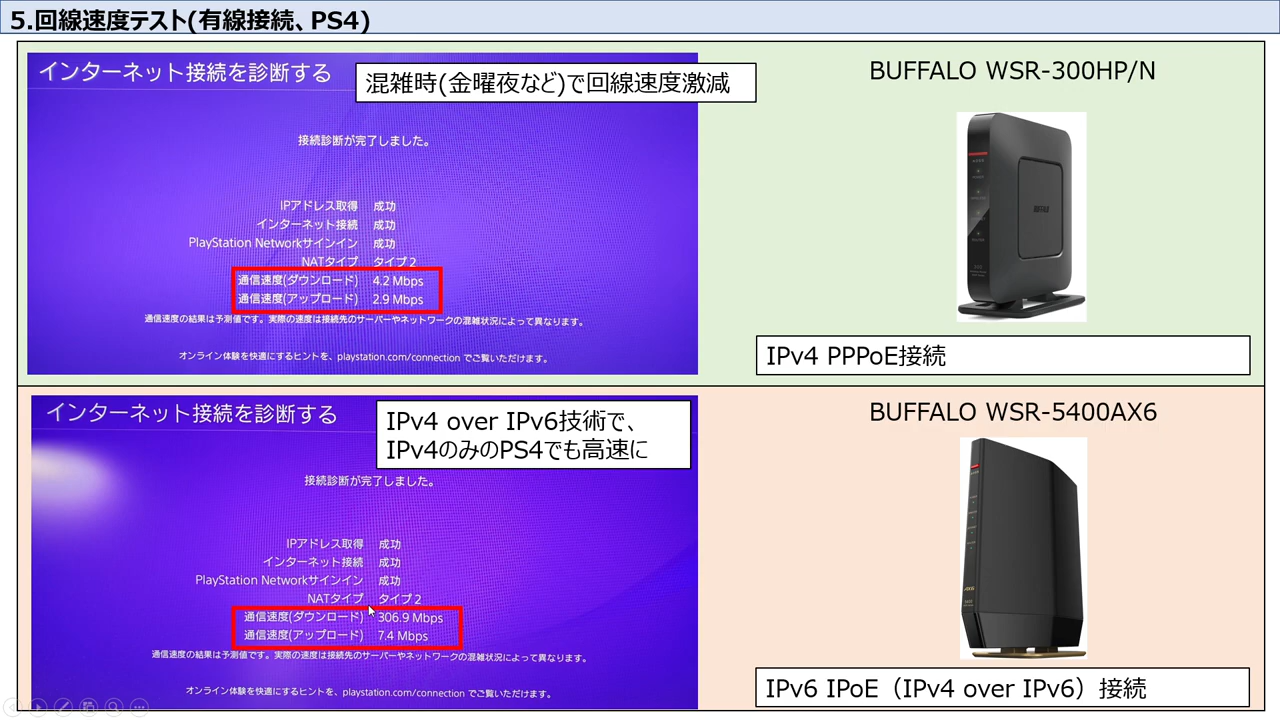 5.回線速度テスト(有線接続、PS4)
インターネット接続を診断する
混雑時(金曜夜など)で回線速度激減
接続診断が完了しました。
IPアドレス取得 成功
インターネット接続 成功
PlayStation Networkサインイン 成功
NATタイプ タイプ2
通信速度(ダウンロード) 4.2 Mbps
通信速度(アップロード) 2.9 Mbps
通信速度の結果は予測値です。実際の速度は接続先のサーバーやネットワークの混雑状況によって異なります。
オンライン体験を快適にするヒントを、playstation.com/connection でご覧いただけます。
BUFFALO WSR-300HP/N
BUFFALO
IPv4 PPPoE接続
インターネット接続を診断する
IPv4 over IPv6技術で、
IPv4のみのPS4でも高速に
接続診断が完了しました。
IPアドレス取得 成功
インターネット接続 成功
PlayStation Networkサインイン 成功
NATタイプ タイプ2
通信速度(ダウンロード) 306.9 Mbps
通信速度(アップロード) 7.4 Mbps
通信速度の結果は予測値です。実際の速度は接続先のサーバーやネットワークの混雑状況によって異なります。
オンライン体験を快適にするヒントを、playstation.com/connection でご覧いただけます。
BUFFALO WSR-5400AX6
IPv6 IPoE（IPv4 over IPv6）接続